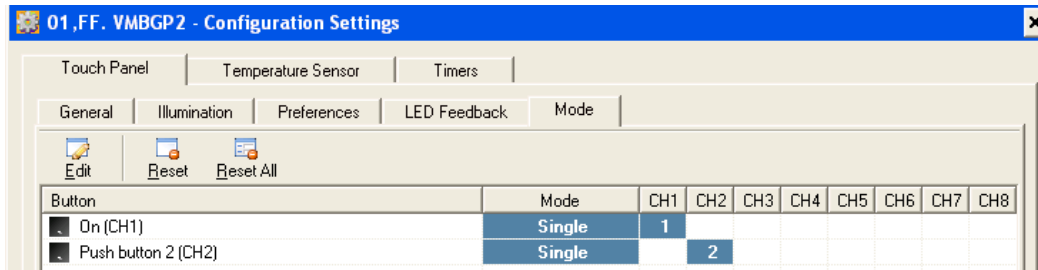 01,FF. VMBGP2 - Configuration Settings
Touch Panel Temperature Sensor Timers
General Illumination Preferences LED Feedback Mode
Edit Reset Reset All
Button Mode CH1 CH2 CH3 CH4 CH5 CH6 CH7 CH8
On (CH1) Single 1
Push button 2 (CH2) Single 2